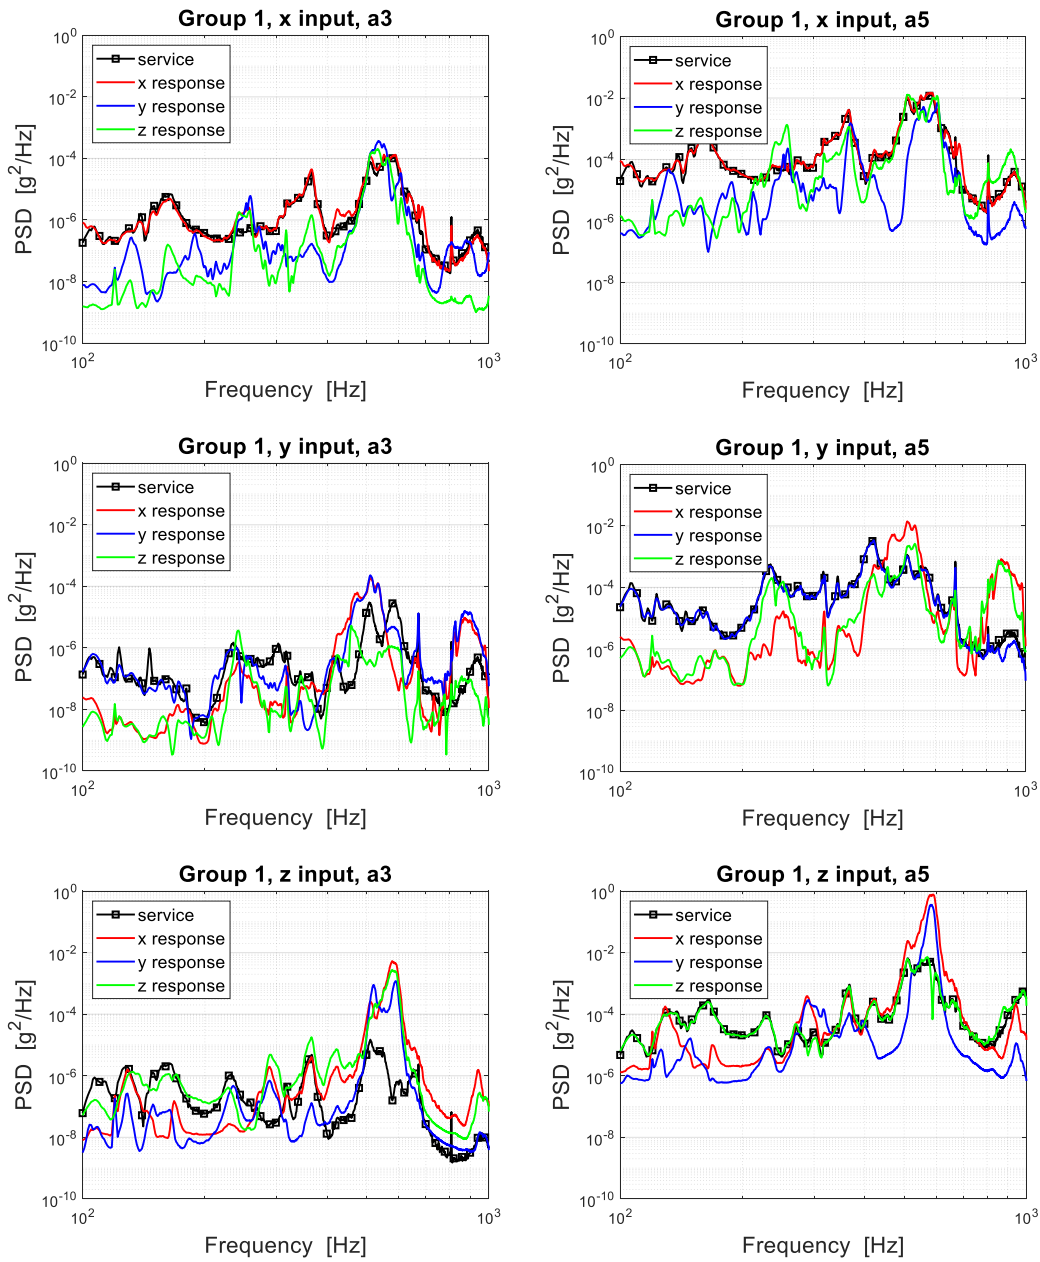 Group 1, x input, a3
10^0
10^-2
10^-4
10^-6
10^-8
10^-10
PSD [g^2/Hz]
service
x response
y response
z response
10^2
10^3
Frequency [Hz]
Group 1, x input, a5
10^0
10^-2
10^-4
10^-6
10^-8
10^-10
PSD [g^2/Hz]
service
x response
y response
z response
10^2
10^3
Frequency [Hz]
Group 1, y input, a3
10^0
10^-2
10^-4
10^-6
10^-8
10^-10
PSD [g^2/Hz]
service
x response
y response
z response
10^2
10^3
Frequency [Hz]
Group 1, y input, a5
10^0
10^-2
10^-4
10^-6
10^-8
10^-10
PSD [g^2/Hz]
service
x response
y response
z response
10^2
10^3
Frequency [Hz]
Group 1, z input, a3
10^0
10^-2
10^-4
10^-6
10^-8
10^-10
PSD [g^2/Hz]
service
x response
y response
z response
10^2
10^3
Frequency [Hz]
Group 1, z input, a5
10^0
10^-2
10^-4
10^-6
10^-8
10^-10
PSD [g^2/Hz]
service
x response
y response
z response
10^2
10^3
Frequency [Hz]